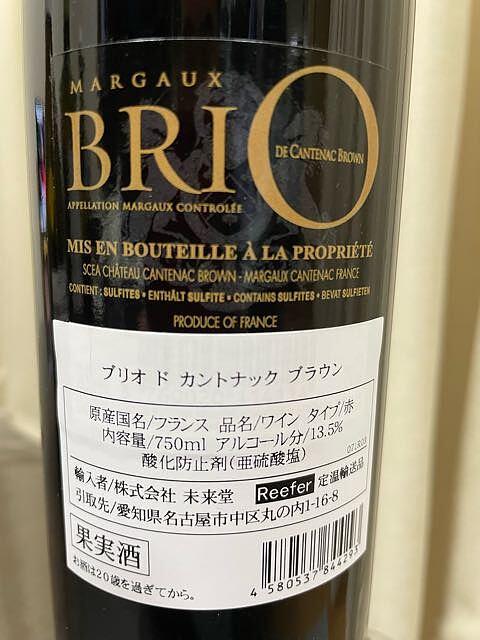 MARGAUX
BRIO
DE CANTENAC BROWN
APPELLATION MARGAUX CONTROLÉE
MIS EN BOUTEILLE À LA PROPRIÉTÉ
SCEA CHÂTEAU CANTENAC BROWN - MARGAUX CANTENAC FRANCE
CONTIENT : SULFITES • ENTHÄLT SULFITE • CONTAINS SULFITES • BEVAT SULFIETEN
PRODUCE OF FRANCE
ブリオ ド カントナック ブラウン
原産国名/フランス 品名/ワイン タイプ/赤
内容量/750ml アルコール分/13.5%
酸化防止剤(亜硫酸塩)
輸入者/株式会社 未来堂 Reefer 定温輸送品
引取先/愛知県名古屋市中区丸の内1-16-8
果実酒
お酒は20歳を過ぎてから。
4 580537 844293